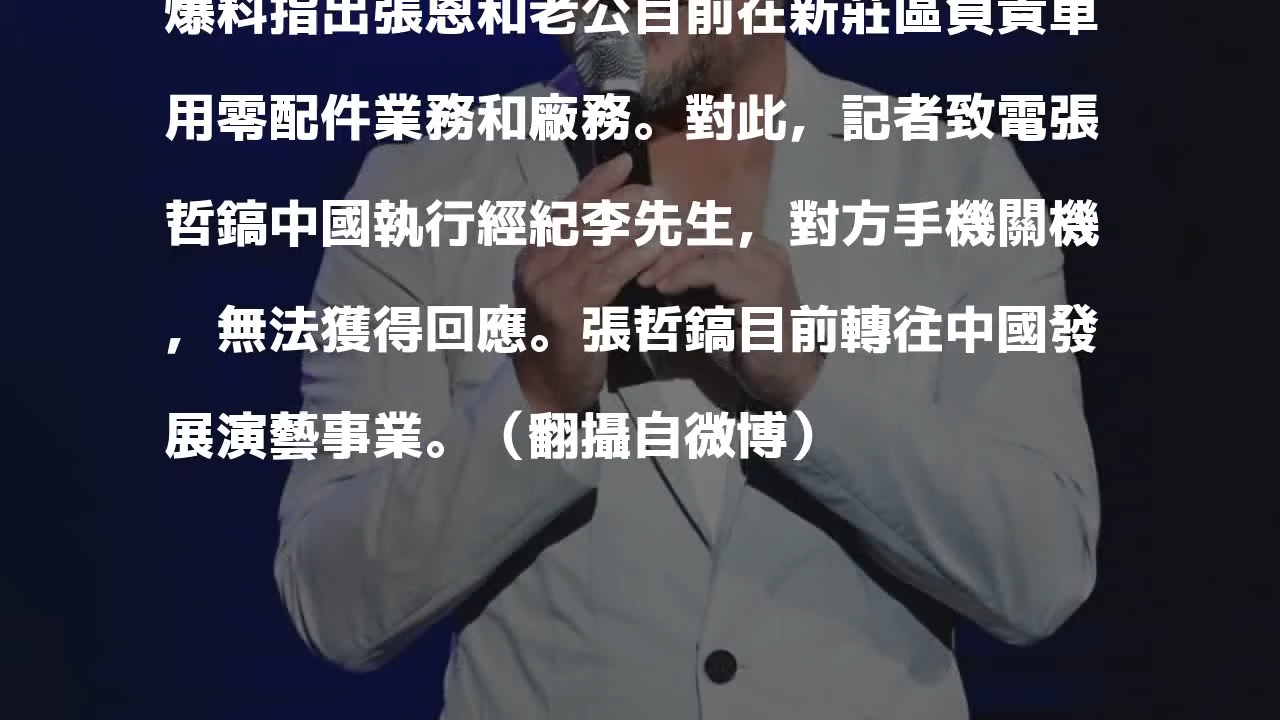 爆料指出張恩和老公目前在新莊區負責車
用零配件業務和廠務。對此，記者致電張
哲鎬中國執行經紀李先生，對方手機關機
，無法獲得回應。張哲鎬目前轉往中國發
展演藝事業。（翻攝自微博）